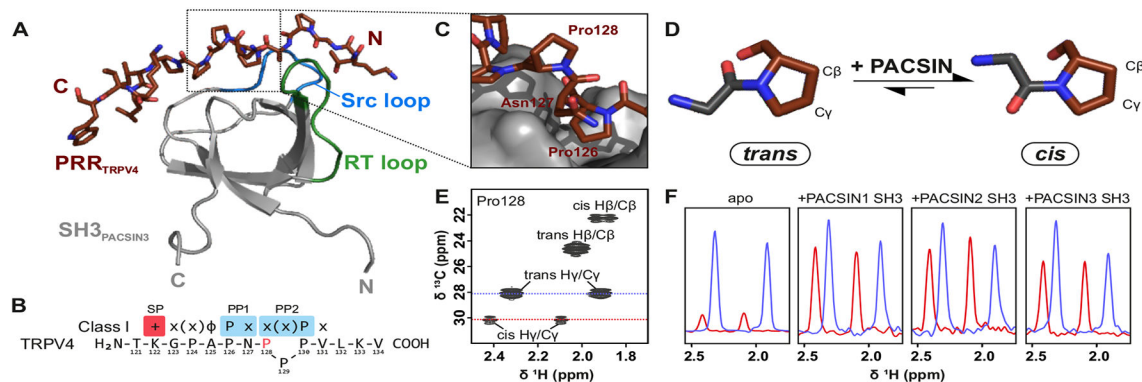 A
N
C
Src loop
RT loop
PRR TRPV4
SH3 PACSIN3
C
N
B
SP PP1 PP2
Class I + x(x)ϕ P x x(x)P x
TRPV4 H₂N–T–K–G–P–A–P–N–P P–V–L–K–V COOH
121 122 123 124 125 126 127 128 130 131 132 133 134
P
129
C
Pro128
Asn127
Pro126
D
+ PACSIN
Cβ
Cγ
Cβ
Cγ
trans
cis
E
Pro128
cis Hβ/Cβ
trans Hβ/Cβ
trans Hγ/Cγ
cis Hγ/Cγ
δ ¹³C (ppm)
22
24
26
28
30
2.4 2.2 2.0 1.8
δ ¹H (ppm)
F
apo +PACSIN1 SH3 +PACSIN2 SH3 +PACSIN3 SH3
2.5 2.0 2.5 2.0 2.5 2.0 2.5 2.0
δ ¹H (ppm)